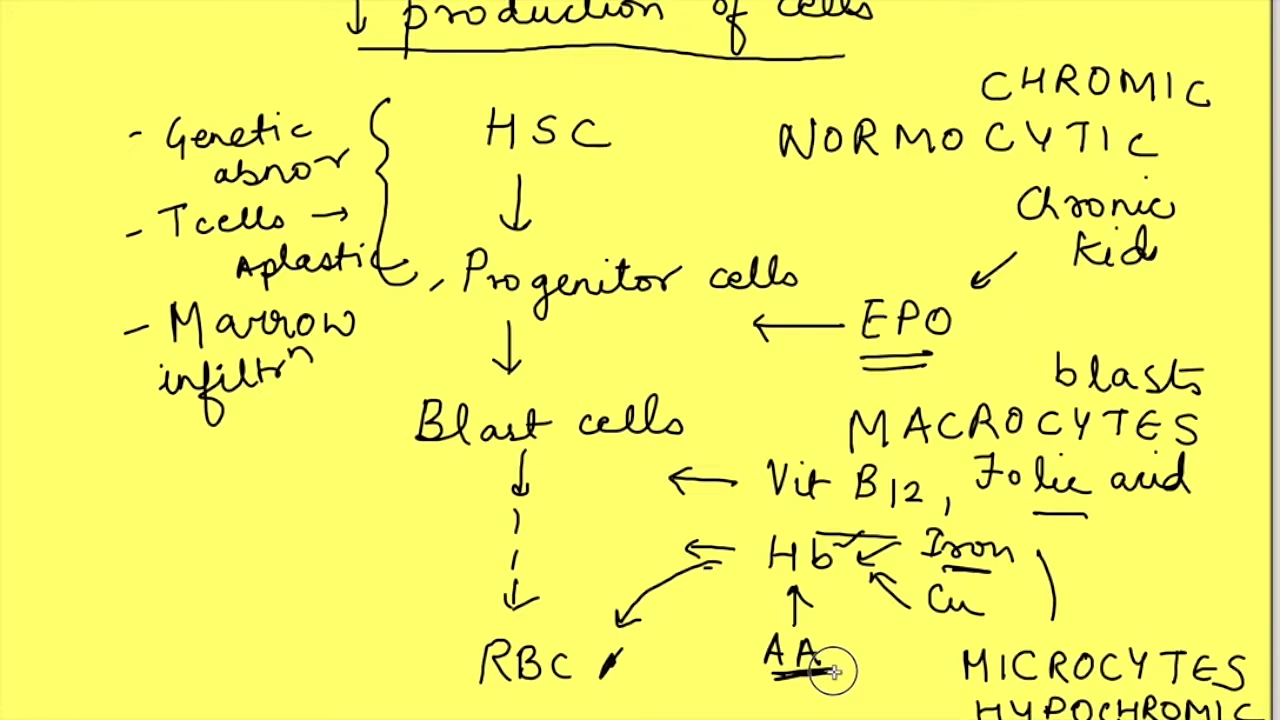 ↓ production of cells
CHROMIC
NORMOCYTIC
HSC
- Genetic
abnor
- T cells →
Aplastic
- Marrow
infiltrⁿ
Chronic
Kid
Progenitor cells
← EPO
blasts
MACROCYTES
Blast cells
← Vit B12, Folic acid
← Hb ← Iron
Cu
AA
RBC
MICROCYTES
HYPOCHROMIC